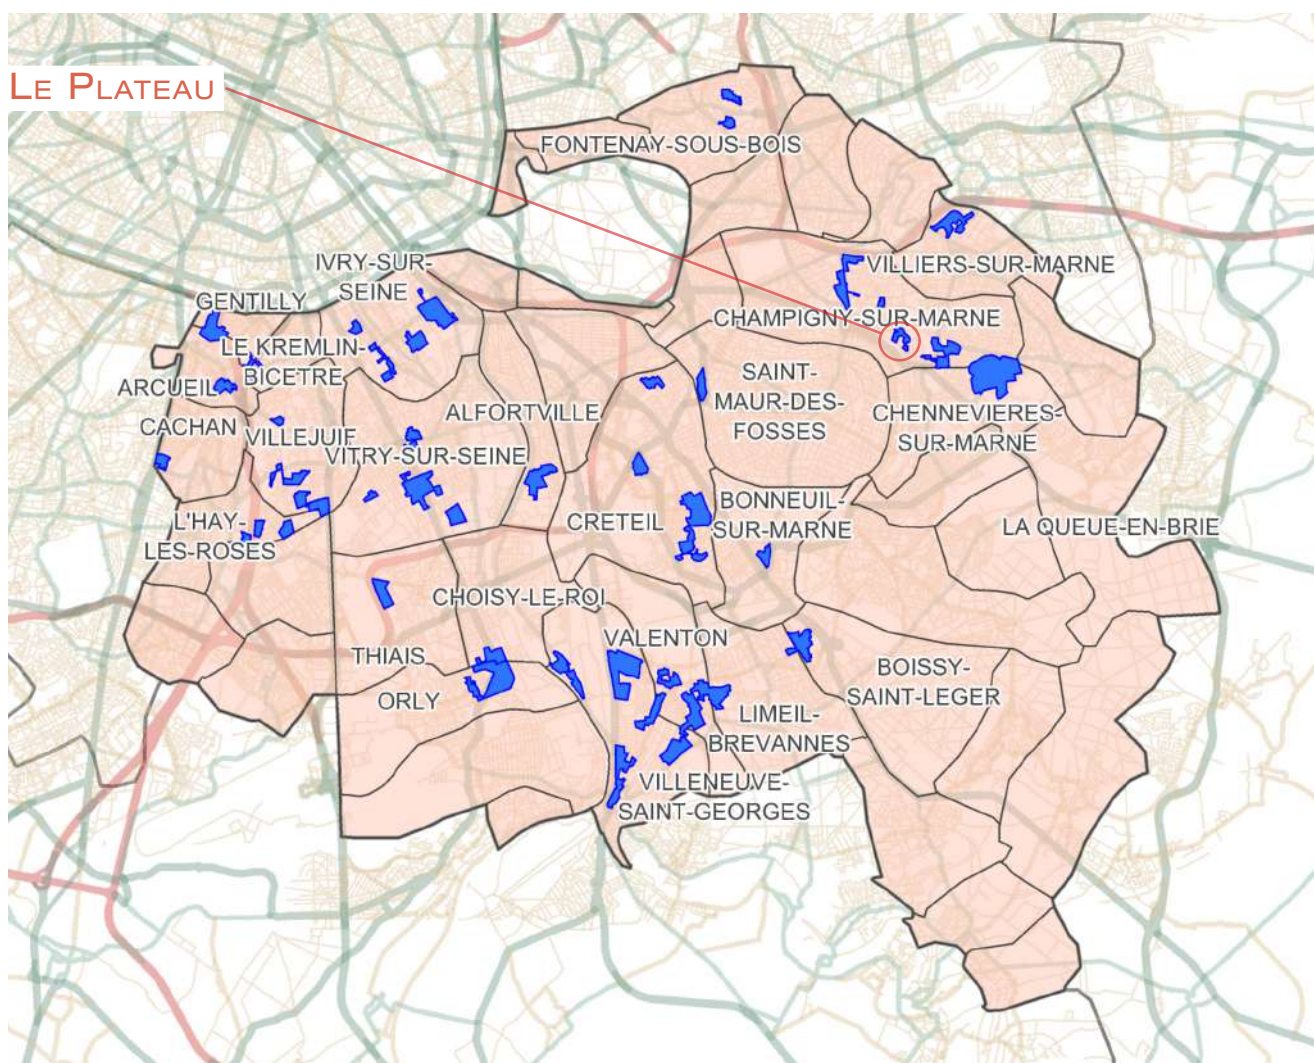 LE PLATEAU
FONTENAY-SOUS-BOIS
IVRY-SUR-
SEINE
VILLIERS-SUR-MARNE
GENTILLY
CHAMPIGNY-SUR-MARNE
LE KREMLIN-
BICETRE
ARCUEIL
SAINT-
MAUR-DES-
FOSSES
CACHAN
ALFORTVILLE
CHENNEVIERES-
SUR-MARNE
VILLEJUIF
VITRY-SUR-SEINE
L'HAY-
LES-ROSES
CRETEIL
BONNEUIL-
SUR-MARNE
LA QUEUE-EN-BRIE
CHOISY-LE-ROI
VALENTON
THIAIS
BOISSY-
SAINT-LEGER
ORLY
LIMEIL-
BREVANNES
VILLENEUVE-
SAINT-GEORGES